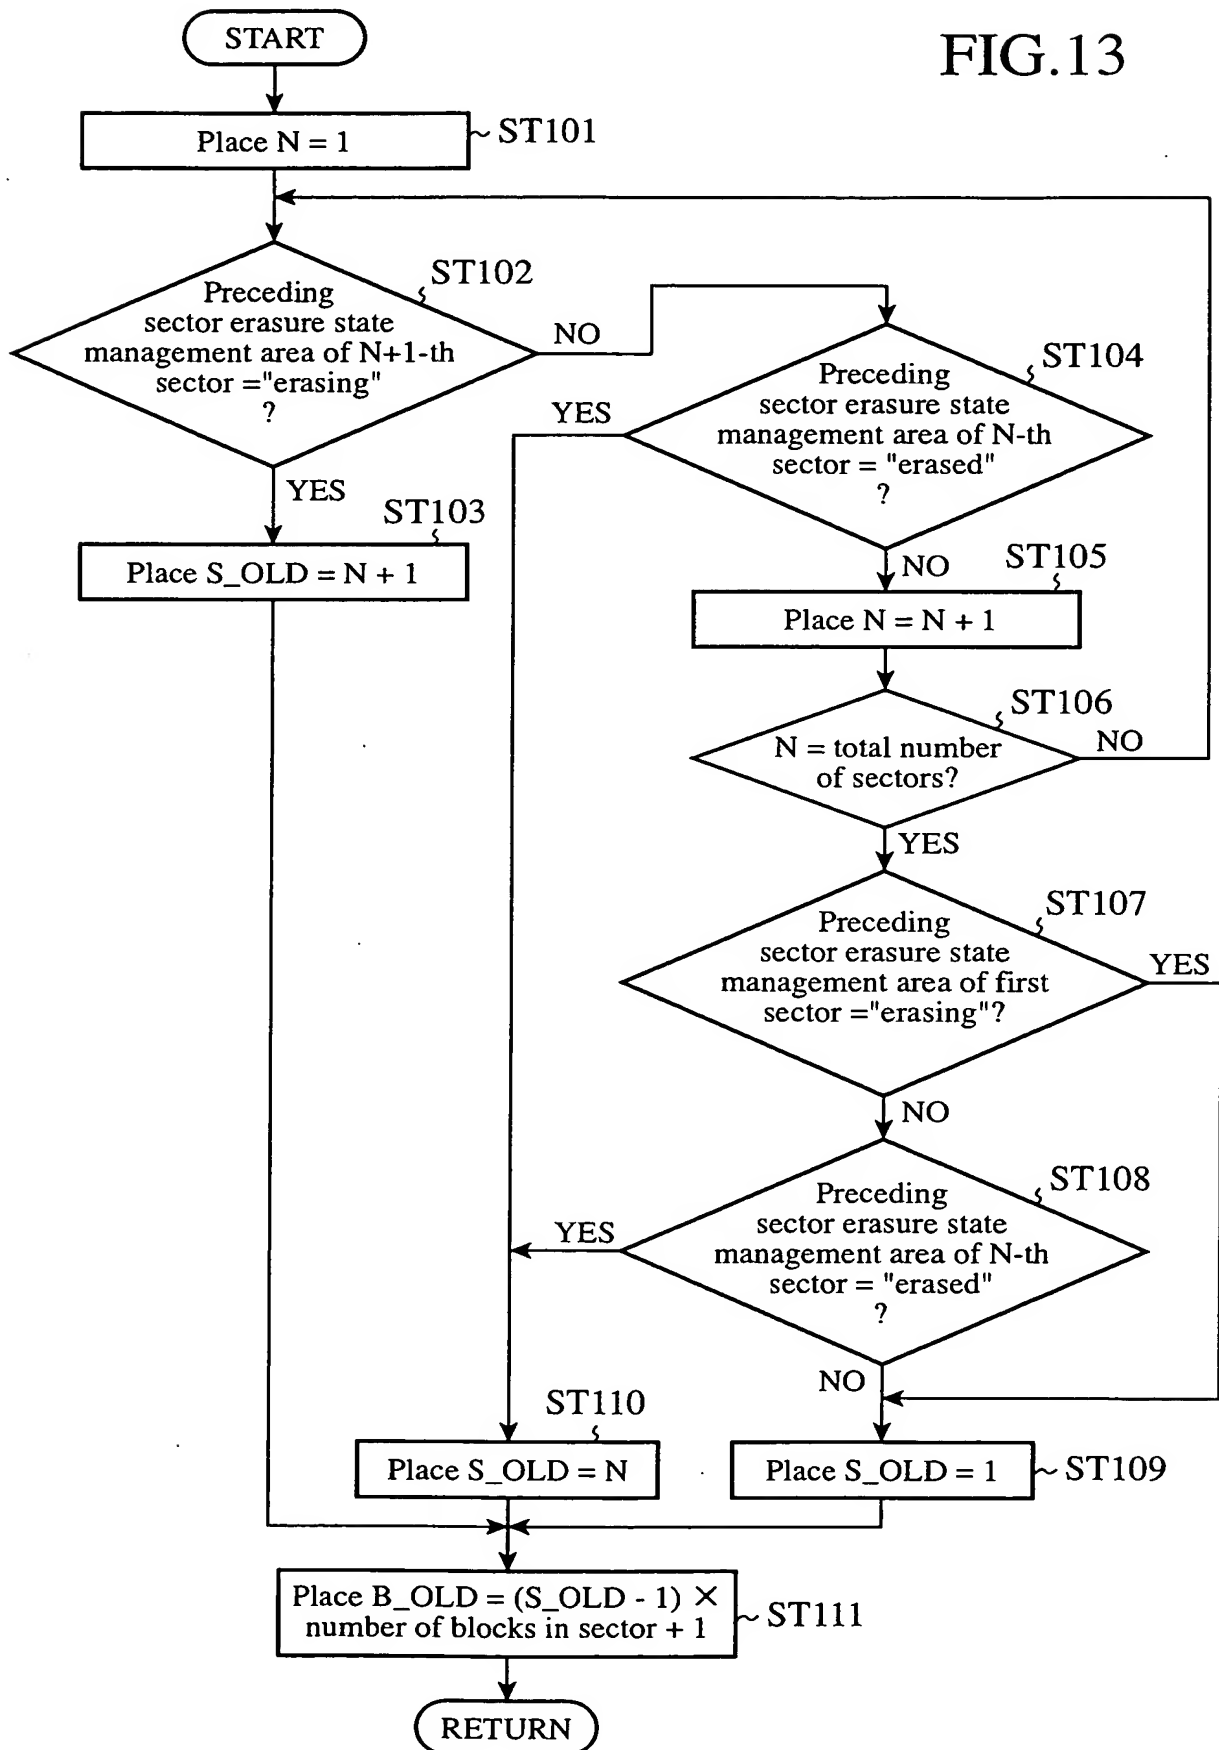 FIG.13
START
Place N = 1
ST101
ST102
Preceding
sector erasure state
management area of N+1-th
sector ="erasing"
?
NO
YES
ST103
Place S_OLD = N + 1
ST104
Preceding
sector erasure state
management area of N-th
sector = "erased"
?
YES
NO
ST105
Place N = N + 1
ST106
N = total number
of sectors?
NO
YES
ST107
Preceding
sector erasure state
management area of first
sector ="erasing"?
YES
NO
ST108
Preceding
sector erasure state
management area of N-th
sector = "erased"
?
YES
NO
ST110
Place S_OLD = N
Place S_OLD = 1
ST109
Place B_OLD = (S_OLD - 1) ×
number of blocks in sector + 1
ST111
RETURN